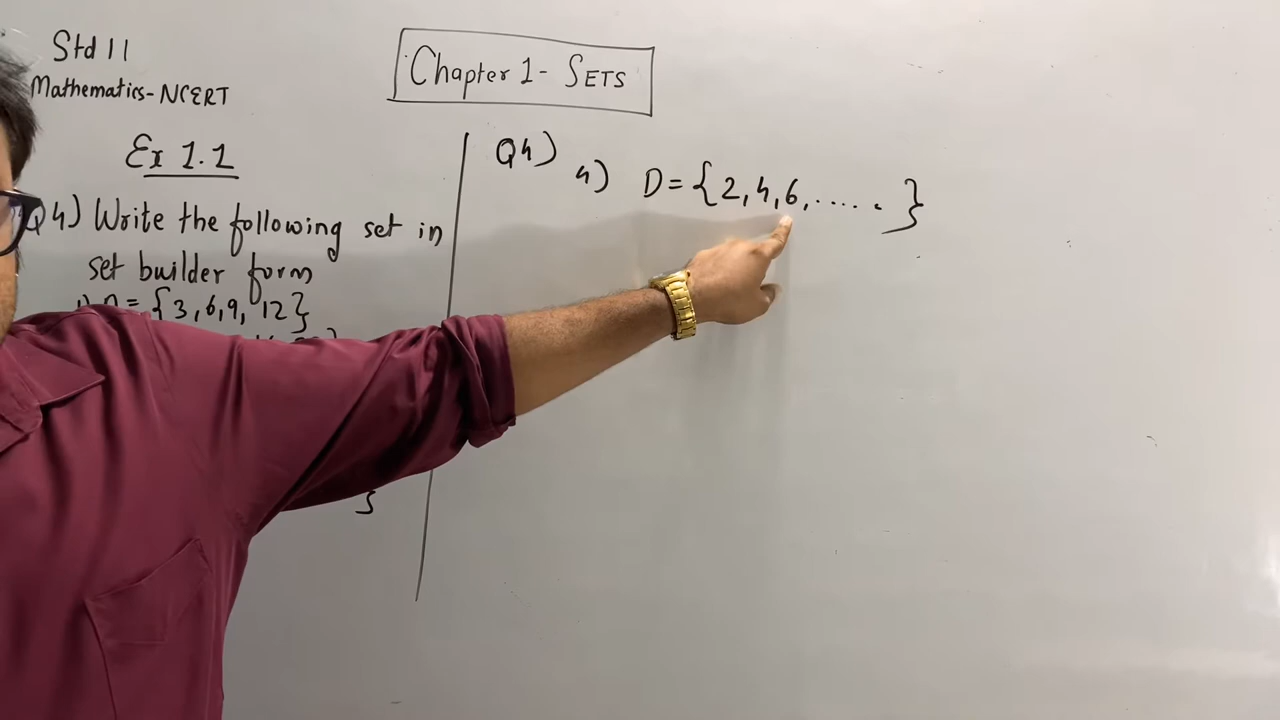 Std 11
Mathematics- NCERT
Chapter 1- SETS
Ex 1.1
Q4) Write the following set in
set builder form
= {3, 6, 9, 12}
Q4)
4) D = {2, 4, 6, ..... }